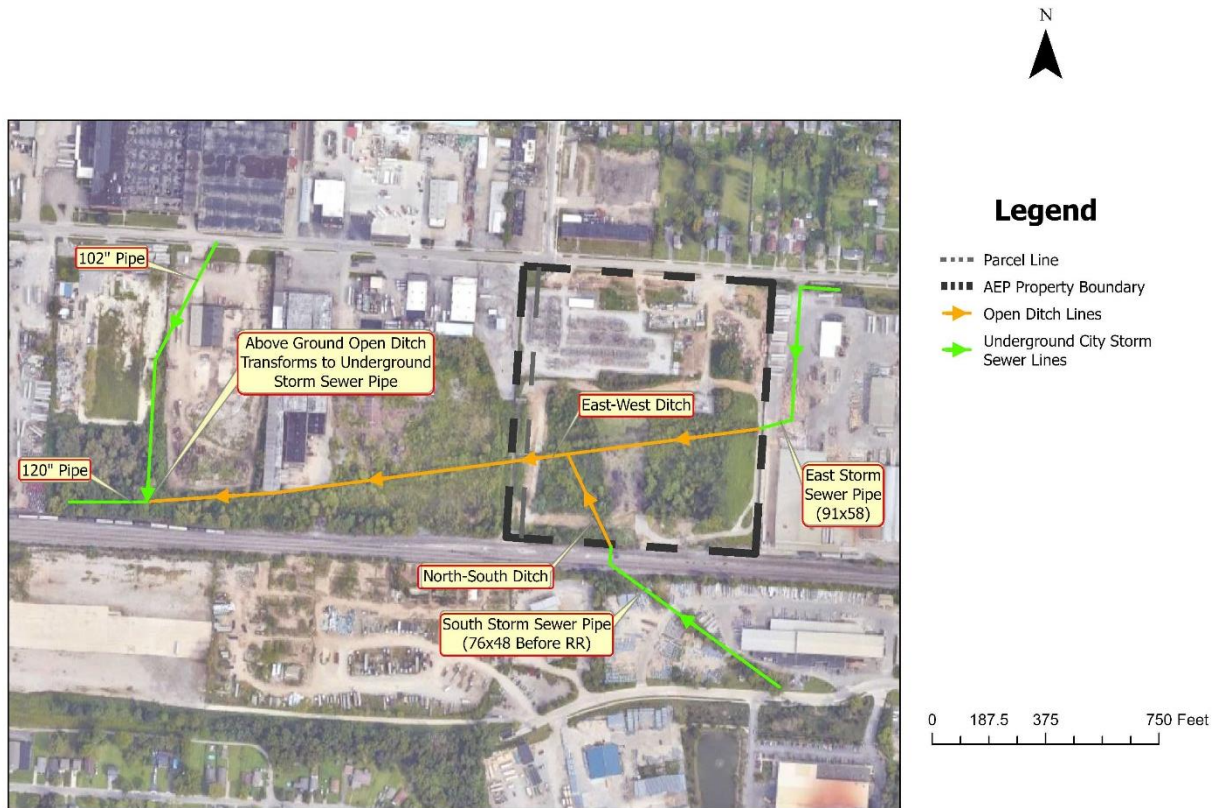 N
102" Pipe
Above Ground Open Ditch
Transforms to Underground
Storm Sewer Pipe
East-West Ditch
120" Pipe
East Storm
Sewer Pipe
(91x58)
North-South Ditch
South Storm Sewer Pipe
(76x48 Before RR)
Legend
Parcel Line
AEP Property Boundary
Open Ditch Lines
Underground City Storm
Sewer Lines
0 187.5 375 750 Feet